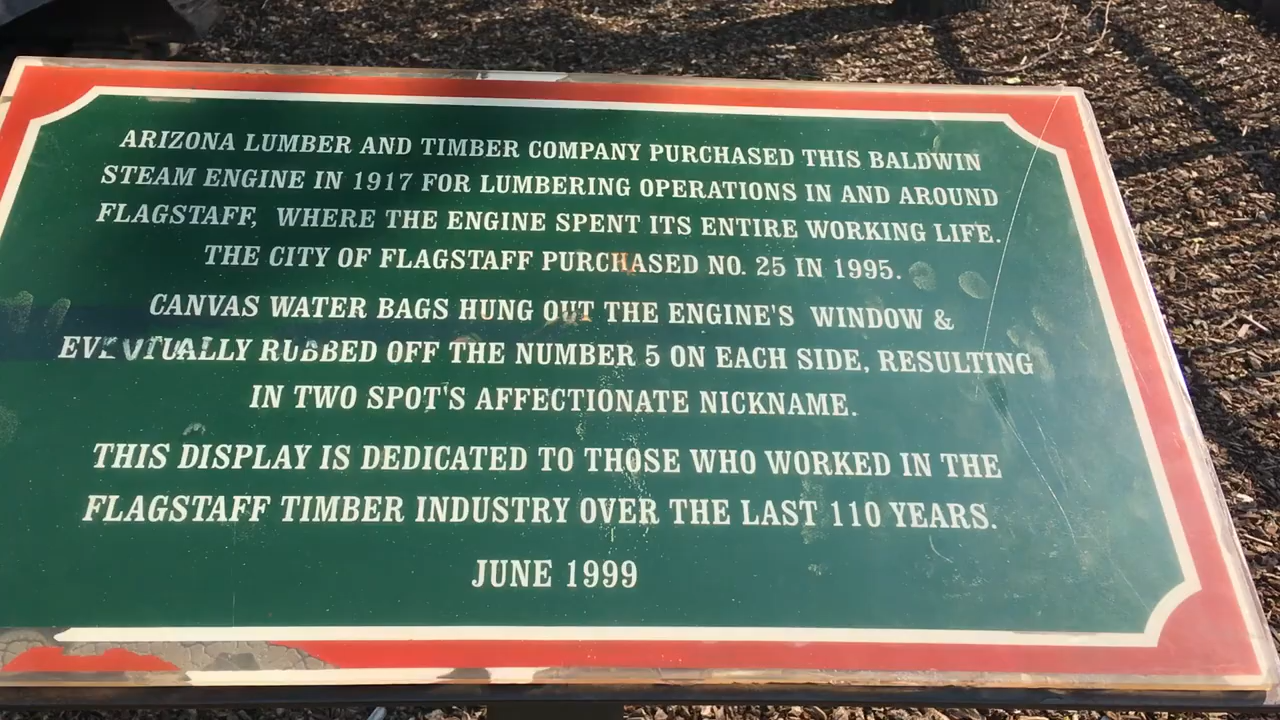 ARIZONA LUMBER AND TIMBER COMPANY PURCHASED THIS BALDWIN
STEAM ENGINE IN 1917 FOR LUMBERING OPERATIONS IN AND AROUND
FLAGSTAFF, WHERE THE ENGINE SPENT ITS ENTIRE WORKING LIFE.
THE CITY OF FLAGSTAFF PURCHASED NO. 25 IN 1995.
CANVAS WATER BAGS HUNG OUT THE ENGINE'S WINDOW &
EVENTUALLY RUBBED OFF THE NUMBER 5 ON EACH SIDE, RESULTING
IN TWO SPOT'S AFFECTIONATE NICKNAME.
THIS DISPLAY IS DEDICATED TO THOSE WHO WORKED IN THE
FLAGSTAFF TIMBER INDUSTRY OVER THE LAST 110 YEARS.
JUNE 1999